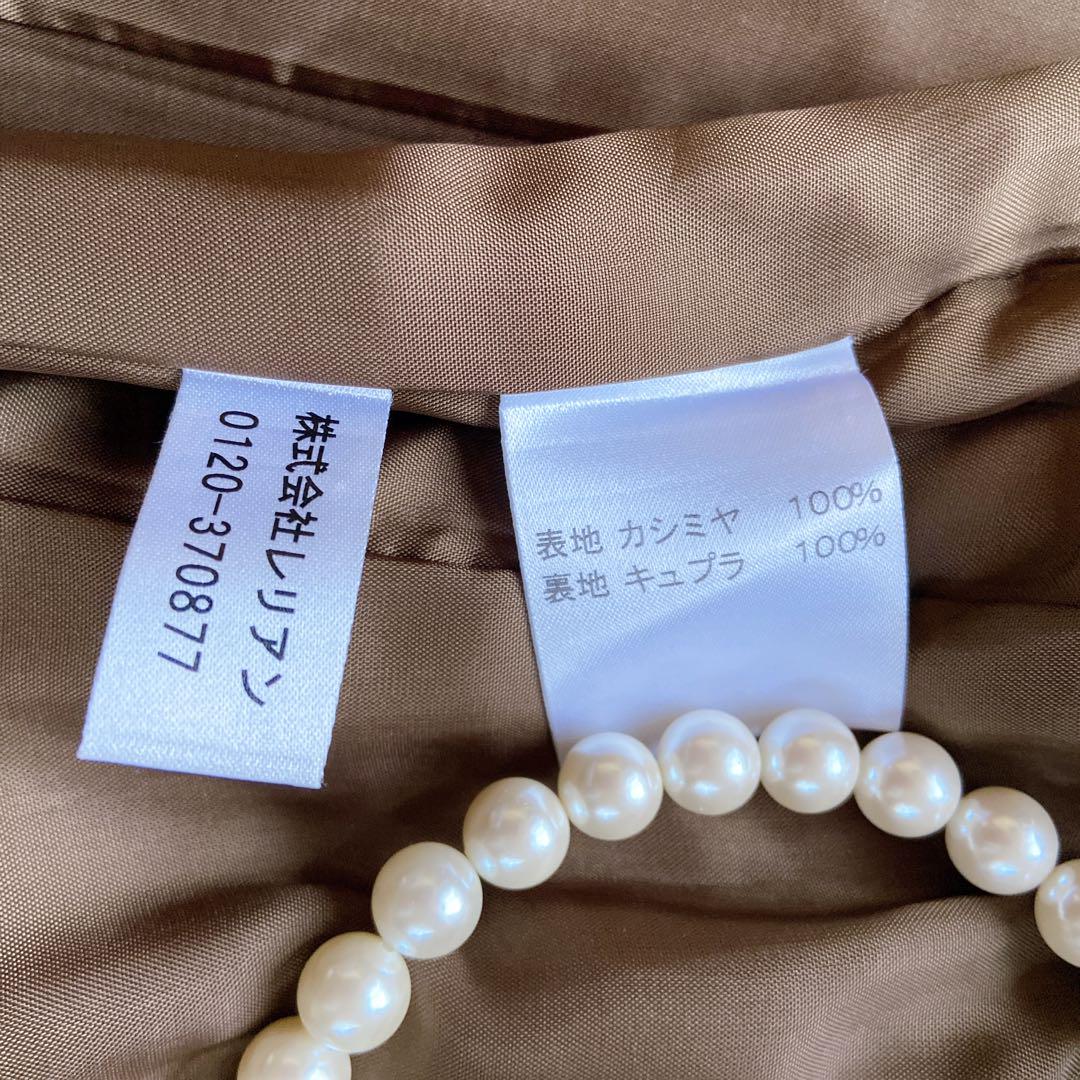 株式会社レリアン
0120-370877
表地 カシミヤ 100%
裏地 キュプラ 100%